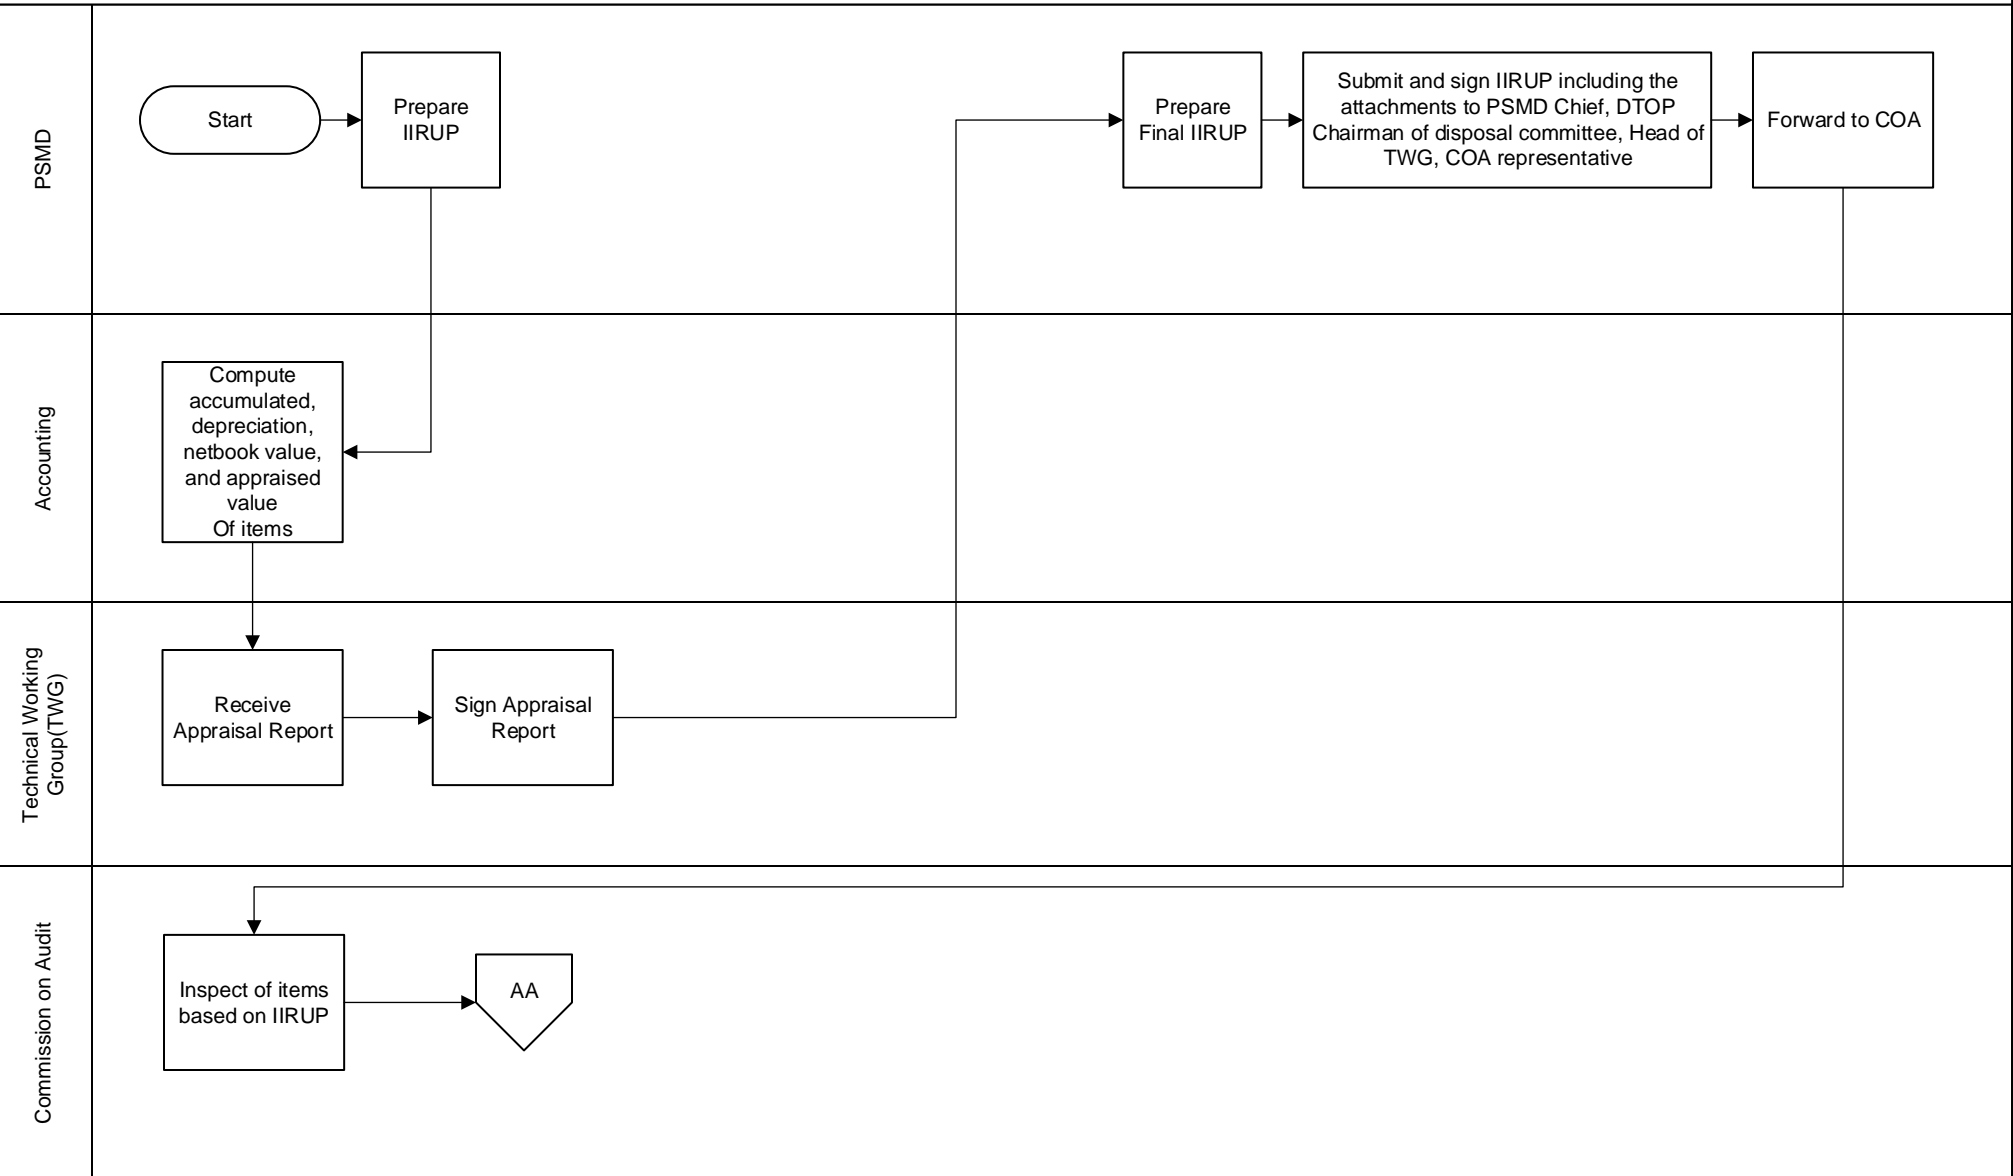 PSMD
Start
Prepare
IIRUP
Prepare
Final IIRUP
Submit and sign IIRUP including the
attachments to PSMD Chief, DTOP
Chairman of disposal committee, Head of
TWG, COA representative
Forward to COA
Accounting
Compute
accumulated,
depreciation,
netbook value,
and appraised
value
Of items
Technical Working
Group(TWG)
Receive
Appraisal Report
Sign Appraisal
Report
Commission on Audit
Inspect of items
based on IIRUP
AA